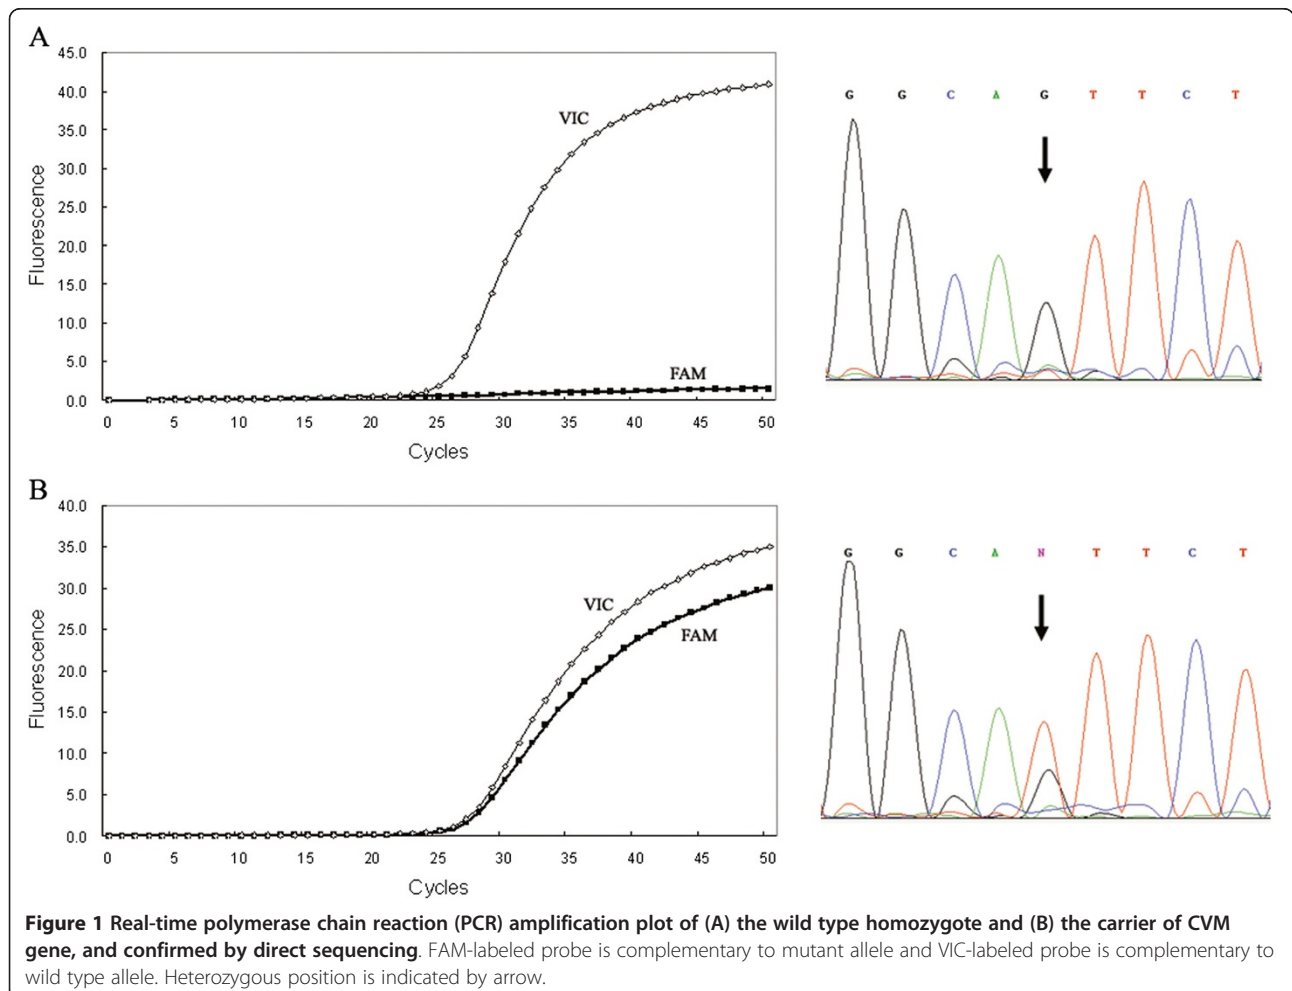 A
45.0
40.0
35.0
30.0
25.0
20.0
15.0
10.0
5.0
0.0
Fluorescence
VIC
FAM
0 5 10 15 20 25 30 35 40 45 50
Cycles
G G C A G T T C T
B
40.0
35.0
30.0
25.0
20.0
15.0
10.0
5.0
0.0
Fluorescence
VIC
FAM
0 5 10 15 20 25 30 35 40 45 50
Cycles
G G C A N T T C T
Figure 1 Real-time polymerase chain reaction (PCR) amplification plot of (A) the wild type homozygote and (B) the carrier of CVM
gene, and confirmed by direct sequencing. FAM-labeled probe is complementary to mutant allele and VIC-labeled probe is complementary to
wild type allele. Heterozygous position is indicated by arrow.